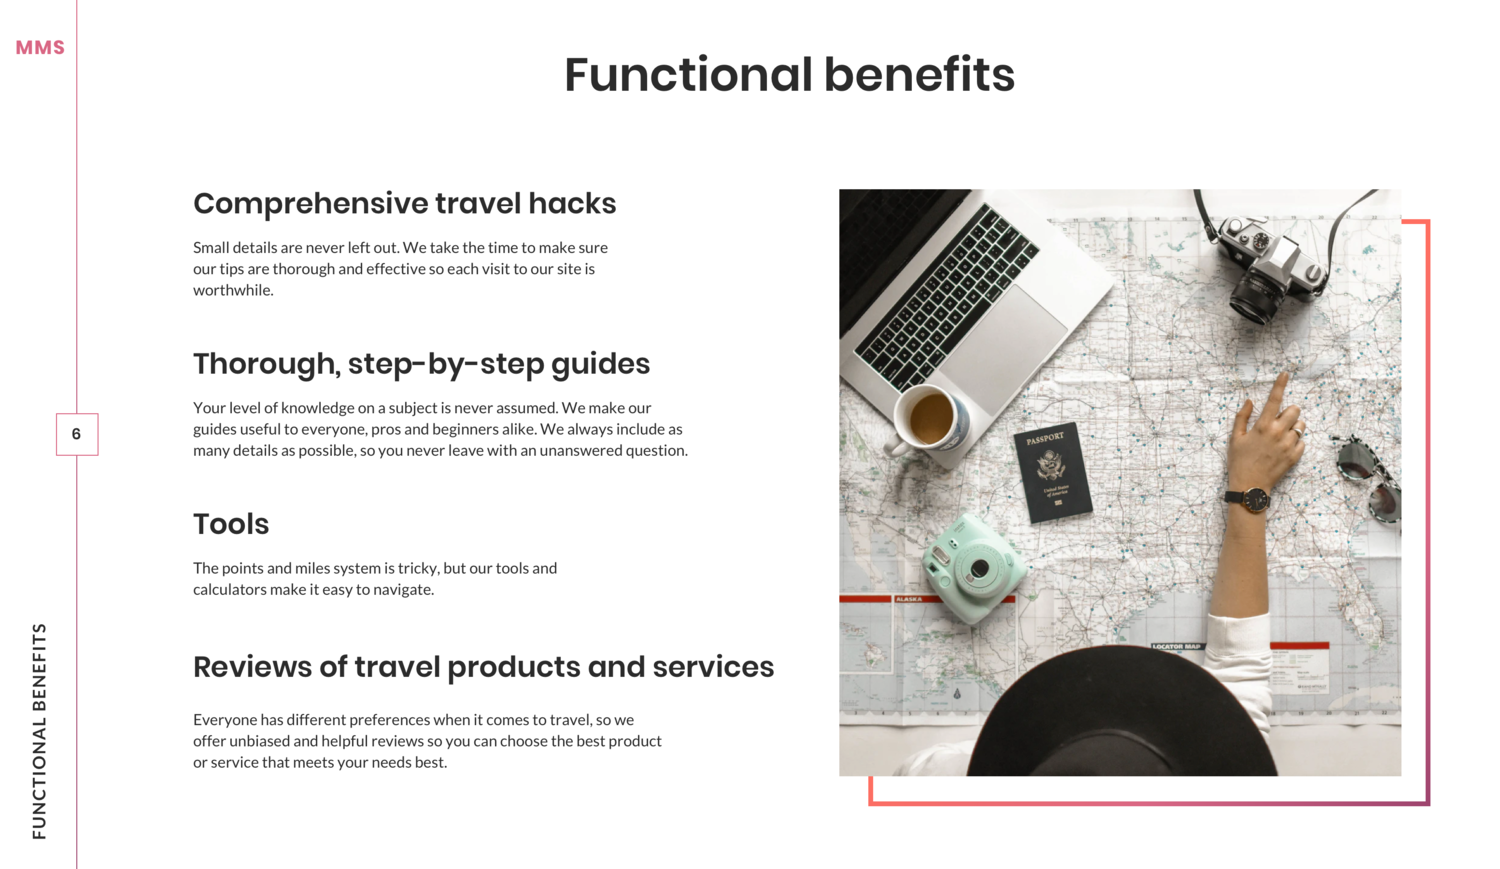 MMS
Functional benefits
Comprehensive travel hacks
Small details are never left out. We take the time to make sure
our tips are thorough and effective so each visit to our site is
worthwhile.
Thorough, step-by-step guides
Your level of knowledge on a subject is never assumed. We make our
guides useful to everyone, pros and beginners alike. We always include as
many details as possible, so you never leave with an unanswered question.
6
Tools
The points and miles system is tricky, but our tools and
calculators make it easy to navigate.
Reviews of travel products and services
Everyone has different preferences when it comes to travel, so we
offer unbiased and helpful reviews so you can choose the best product
or service that meets your needs best.
FUNCTIONAL BENEFITS
PASSPORT
United States
of America
ALASKA
LOCATOR MAP